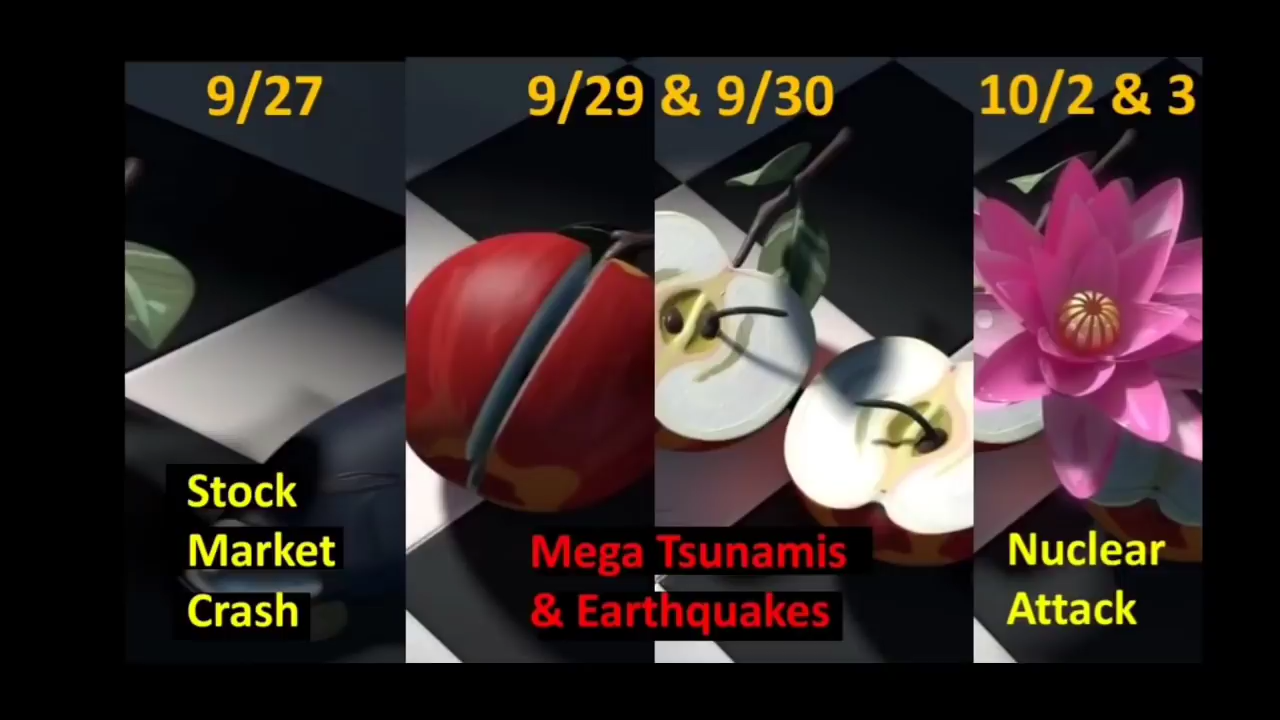 9/27
9/29 & 9/30
10/2 & 3
Stock
Market
Crash
Mega Tsunamis
& Earthquakes
Nuclear
Attack